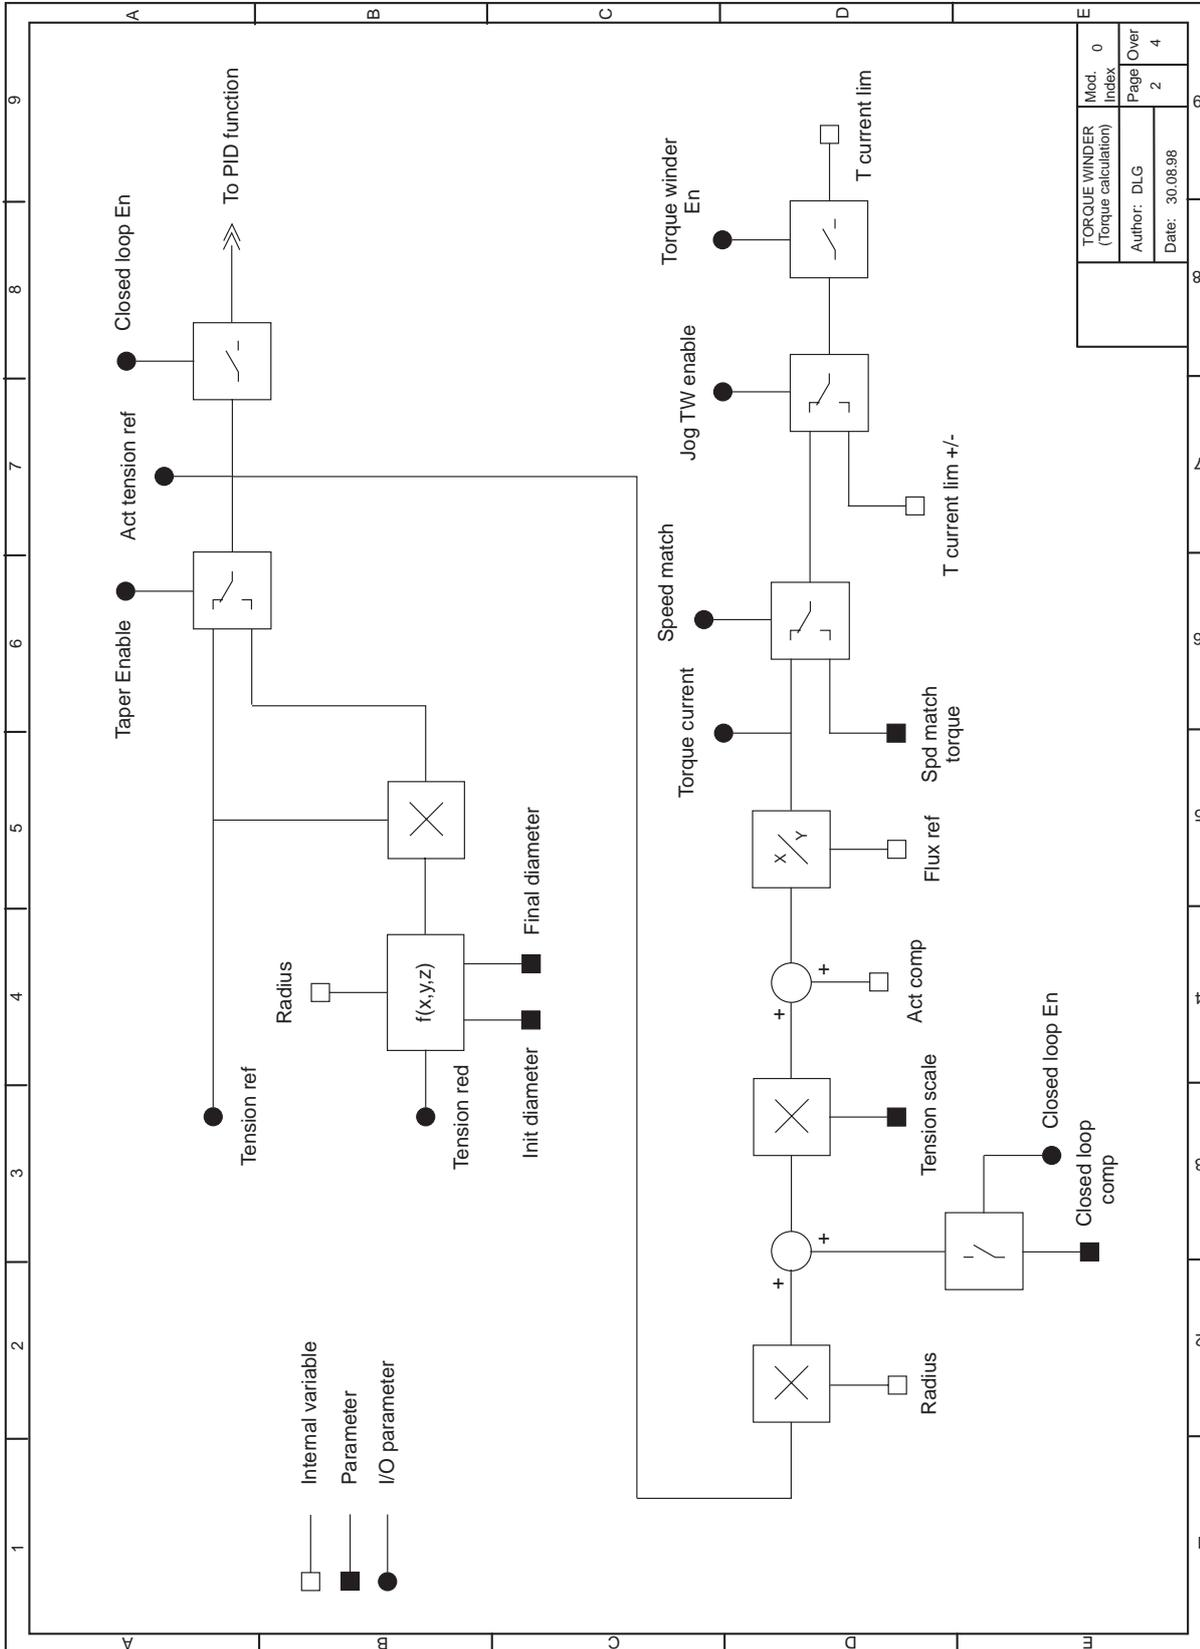 1 2 3 4 5 6 7 8 9
A
A
Closed loop En
Taper Enable
Act tension ref
To PID function
Tension ref
Radius
Internal variable
Parameter
I/O parameter
B
B
f(x,y,z)
Tension red
Init diameter
Final diameter
C
C
Speed match
Torque winder
En
Jog TW enable
Torque current
D
D
+
+
+
+
X
Y
Radius
Tension scale
Act comp
Flux ref
Spd match
torque
T current lim +/-
T current lim
Closed loop En
Closed loop
comp
E
E
TORQUE WINDER
(Torque calculation)
Mod.
Index
0
Author: DLG
Page
2
Over
4
Date: 30.08.98